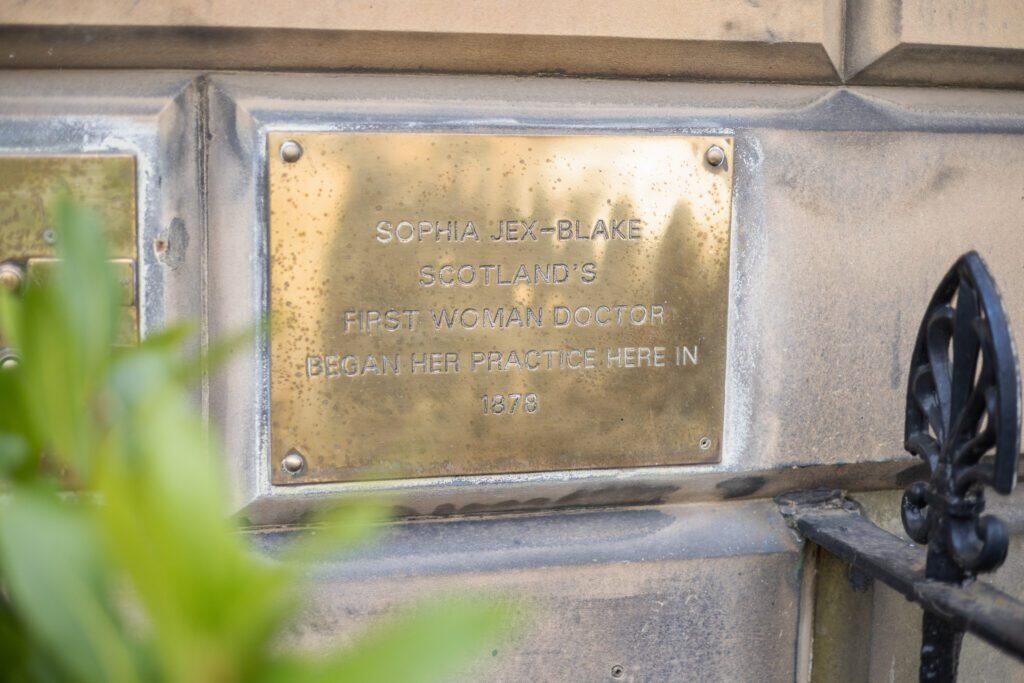 SOPHIA JEX-BLAKE
SCOTLAND'S
FIRST WOMAN DOCTOR
BEGAN HER PRACTICE HERE IN
1878